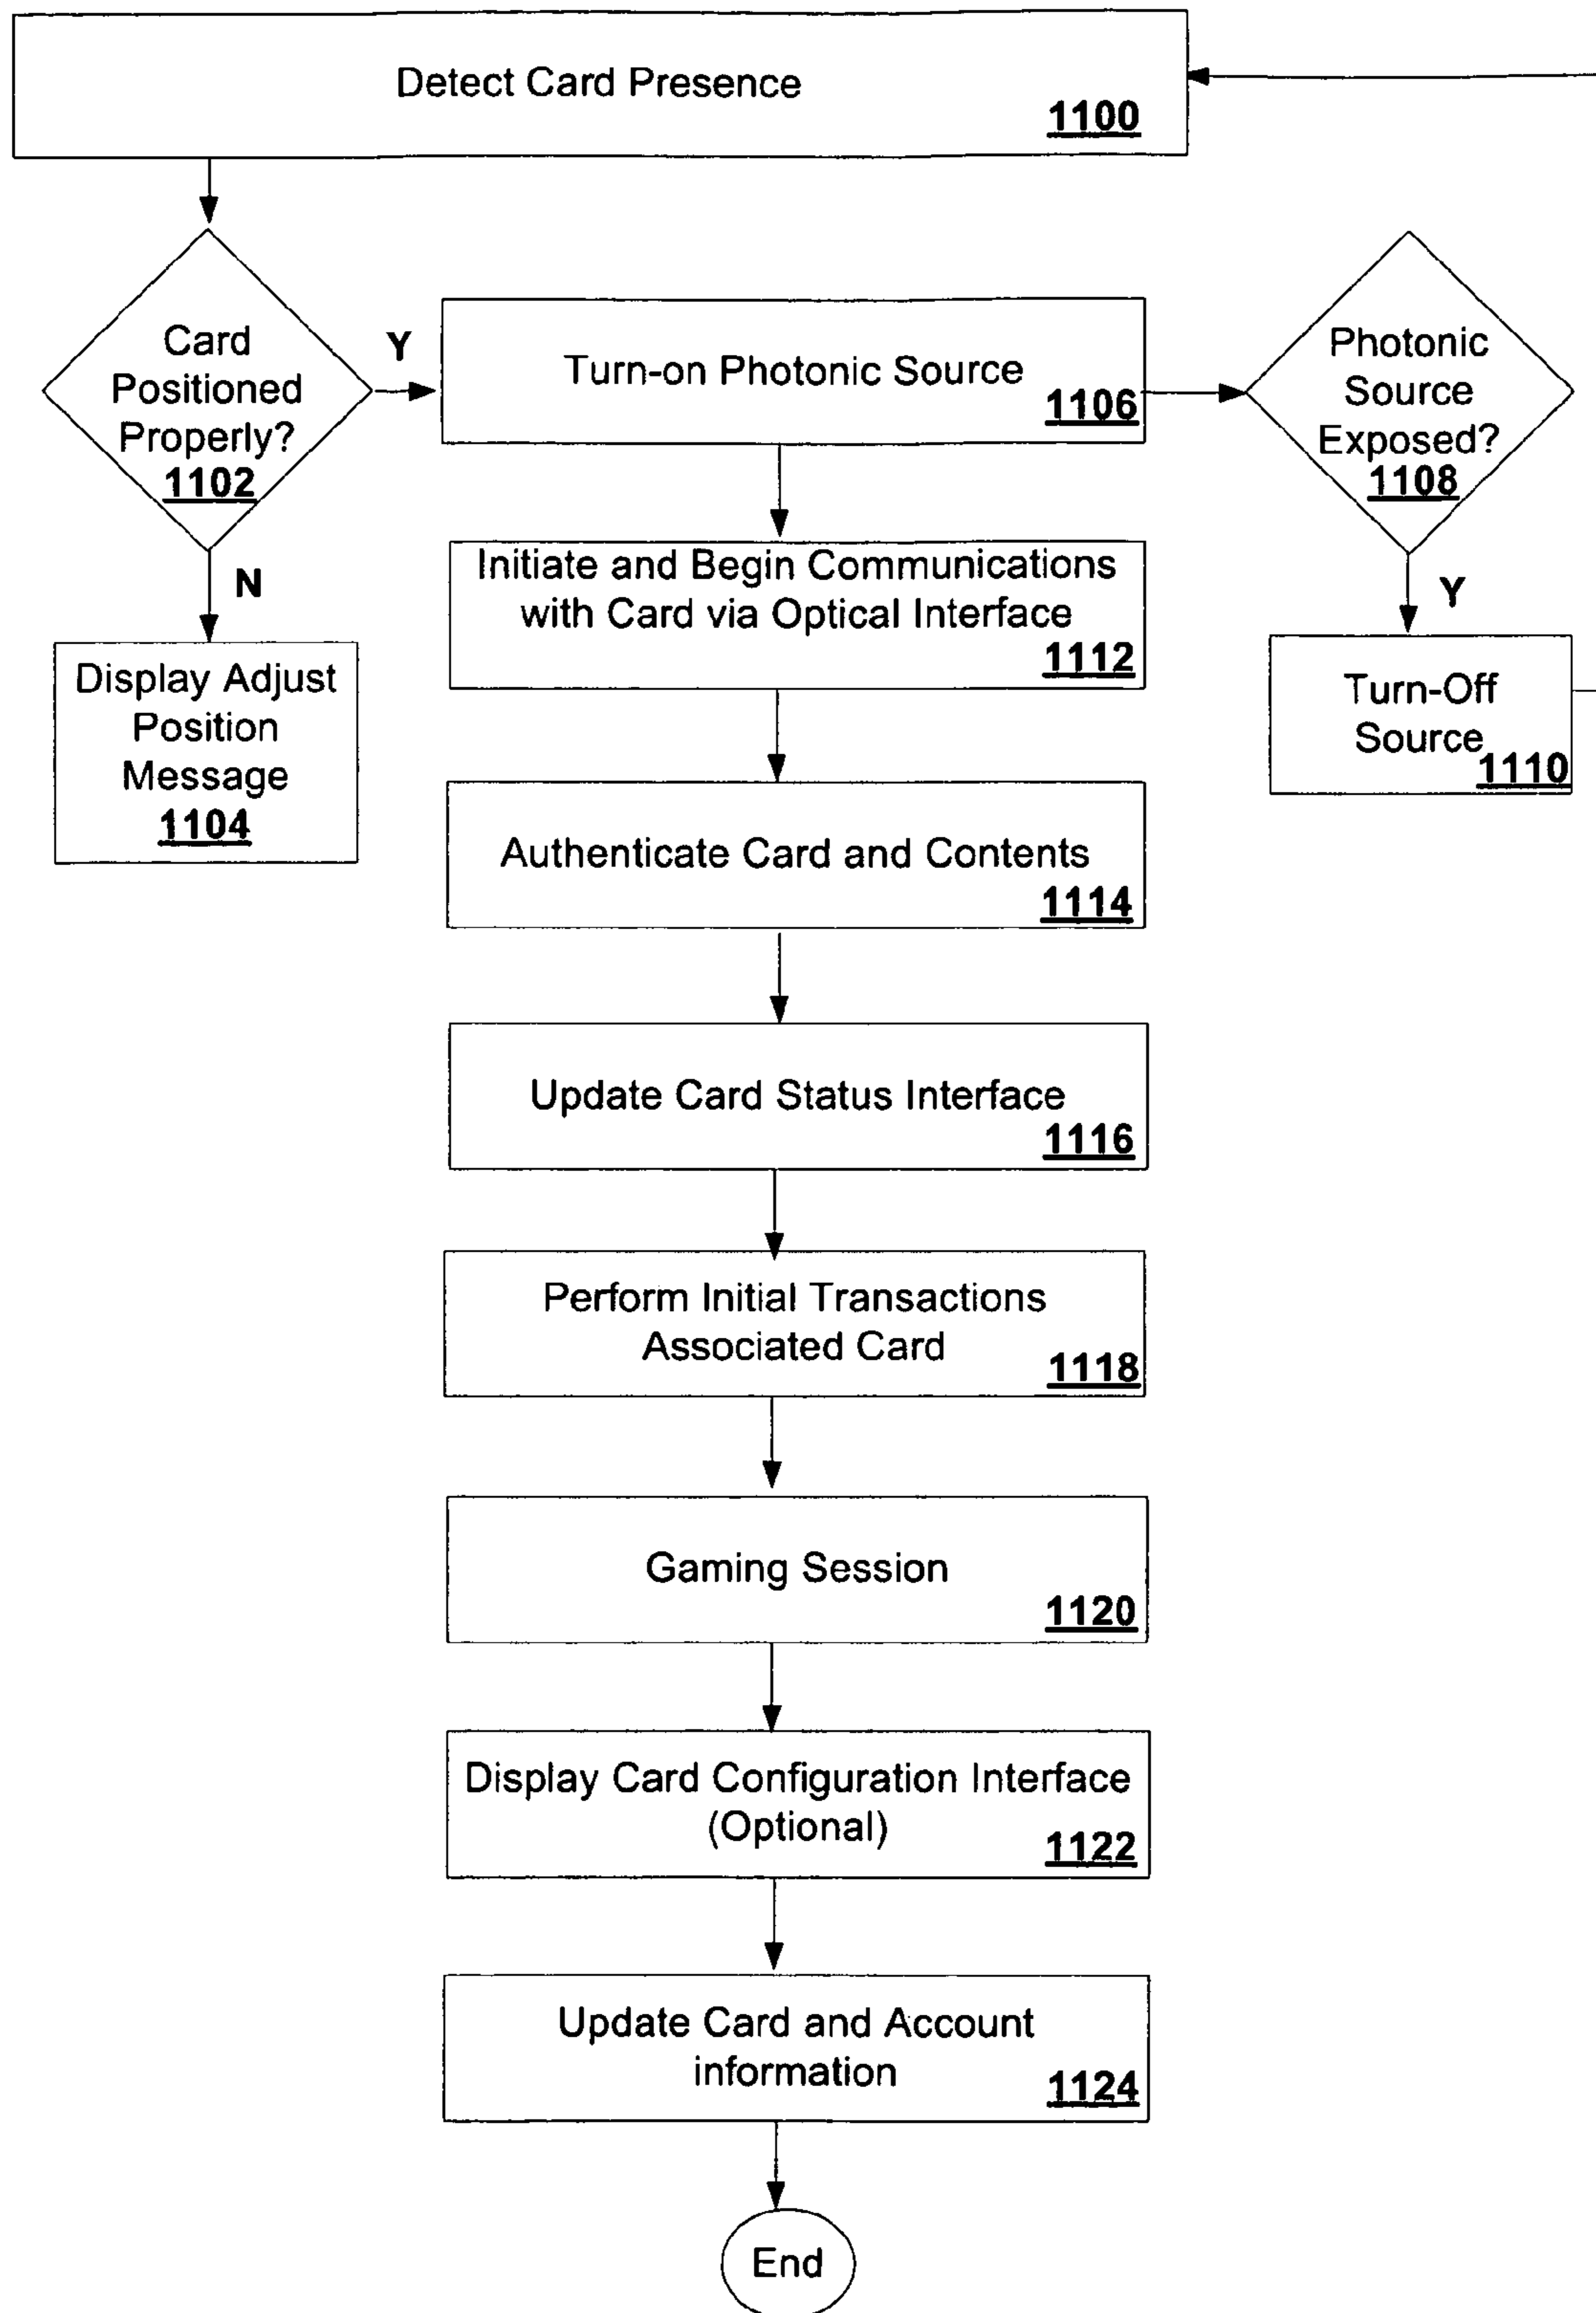 Detect Card Presence
1100
Card
Positioned
Properly?
1102
Y
N
Display Adjust
Position
Message
1104
Turn-on Photonic Source
1106
Photonic
Source
Exposed?
1108
Y
Turn-Off
Source
1110
Initiate and Begin Communications
with Card via Optical Interface
1112
Authenticate Card and Contents
1114
Update Card Status Interface
1116
Perform Initial Transactions
Associated Card
1118
Gaming Session
1120
Display Card Configuration Interface
(Optional)
1122
Update Card and Account
information
1124
End